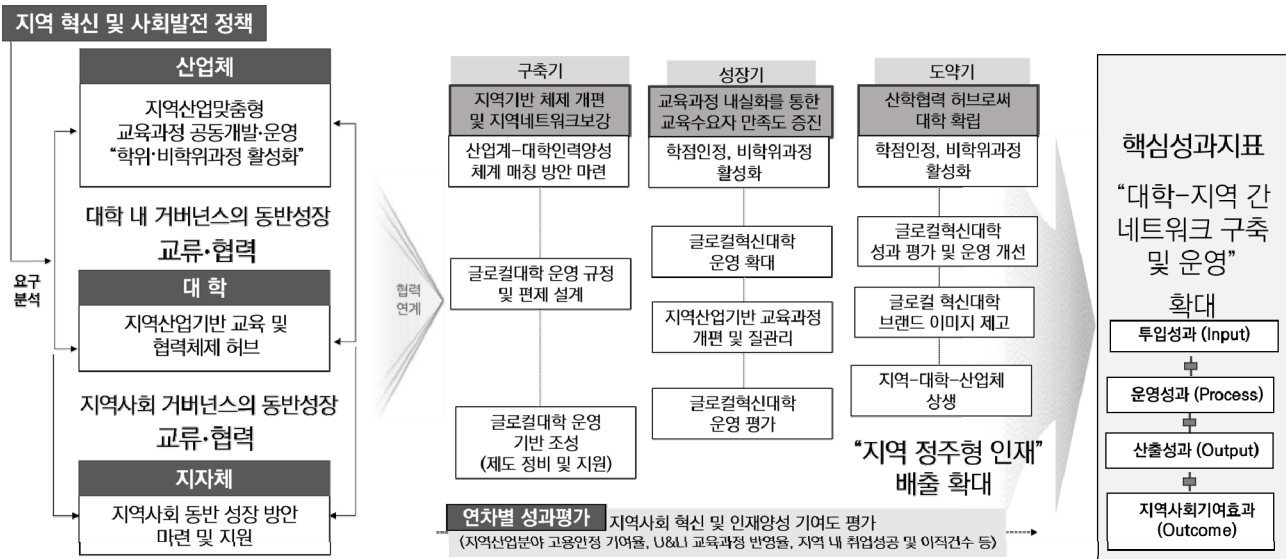 지역 혁신 및 사회발전 정책
산업체
지역산업맞춤형
교육과정 공동개발·운영
“학위·비학위과정 활성화”
대학 내 거버넌스의 동반성장
교류·협력
요구
분석
대 학
지역산업기반 교육 및
협력체제 허브
지역사회 거버넌스의 동반성장
교류·협력
지자체
지역사회 동반 성장 방안
마련 및 지원
협력
연계
구축기
지역기반 체제 개편
및 지역네트워크보강
산업계-대학인력양성
체계 매칭 방안 마련
글로컬대학 운영 규정
및 편제 설계
글로컬대학 운영
기반 조성
(제도 정비 및 지원)
성장기
교육과정 내실화를 통한
교육수요자 만족도 증진
학점인정, 비학위과정
활성화
글로컬혁신대학
운영 확대
지역산업기반 교육과정
개편 및 질관리
글로컬혁신대학
운영 평가
도약기
산학협력 허브로써
대학 확립
학점인정, 비학위과정
활성화
글로컬혁신대학
성과 평가 및 운영 개선
글로컬 혁신대학
브랜드 이미지 제고
지역-대학-산업체
상생
“지역 정주형 인재”
배출 확대
연차별 성과평가 지역사회 혁신 및 인재양성 기여도 평가
(지역산업분야 고용안정 기여율, U&LI 교육과정 반영율, 지역 내 취업성공 및 이직건수 등)
핵심성과지표
“대학-지역 간
네트워크 구축
및 운영”
확대
투입성과 (Input)
운영성과 (Process)
산출성과 (Output)
지역사회기여효과
(Outcome)